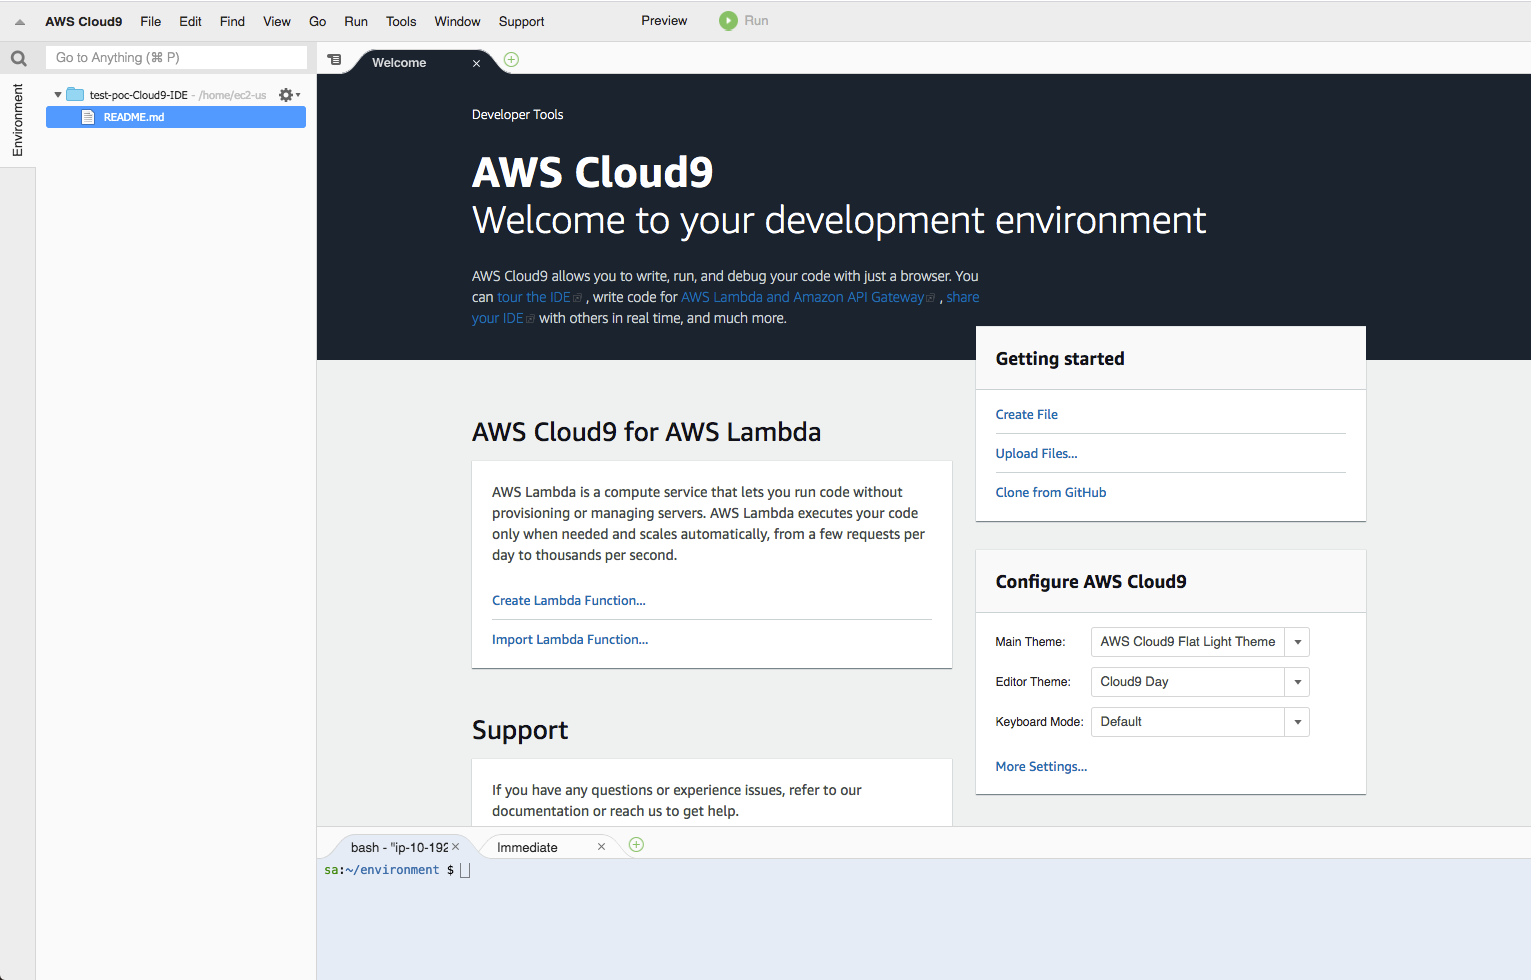 AWS Cloud9 File Edit Find View Go Run Tools Window Support Preview Run
Go to Anything (⌘ P)
Environment
test-poc-Cloud9-IDE - /home/ec2-us
README.md
Welcome
Developer Tools
AWS Cloud9
Welcome to your development environment
AWS Cloud9 allows you to write, run, and debug your code with just a browser. You
can tour the IDE , write code for AWS Lambda and Amazon API Gateway , share
your IDE with others in real time, and much more.
Getting started
Create File
Upload Files...
Clone from GitHub
AWS Cloud9 for AWS Lambda
AWS Lambda is a compute service that lets you run code without
provisioning or managing servers. AWS Lambda executes your code
only when needed and scales automatically, from a few requests per
day to thousands per second.
Create Lambda Function...
Import Lambda Function...
Configure AWS Cloud9
Main Theme: AWS Cloud9 Flat Light Theme
Editor Theme: Cloud9 Day
Keyboard Mode: Default
More Settings...
Support
If you have any questions or experience issues, refer to our
documentation or reach us to get help.
bash - "ip-10-192 Immediate
sa:~/environment $